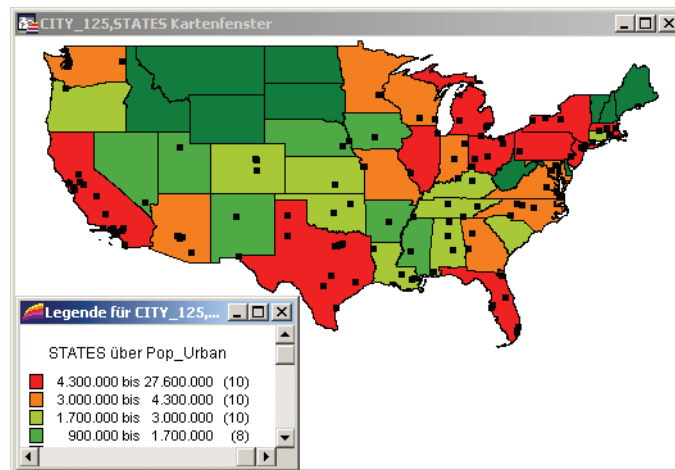 CITY_125,STATES Kartenfenster
Legende für CITY_125,...
STATES über Pop_Urban
4.300.000 bis 27.600.000 (10)
3.000.000 bis 4.300.000 (10)
1.700.000 bis 3.000.000 (10)
900.000 bis 1.700.000 (8)